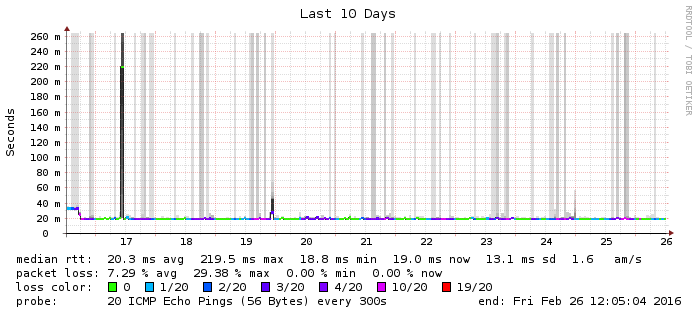 Last 10 Days
RRDTOOL / TOBI OETIKER
Seconds
260 m
240 m
220 m
200 m
180 m
160 m
140 m
120 m
100 m
80 m
60 m
40 m
20 m
0
17 18 19 20 21 22 23 24 25 26
median rtt: 20.3 ms avg 219.5 ms max 18.8 ms min 19.0 ms now 13.1 ms sd 1.6 am/s
packet loss: 7.29 % avg 29.38 % max 0.00 % min 0.00 % now
loss color: 0 1/20 2/20 3/20 4/20 10/20 19/20
probe: 20 ICMP Echo Pings (56 Bytes) every 300s end: Fri Feb 26 12:05:04 2016